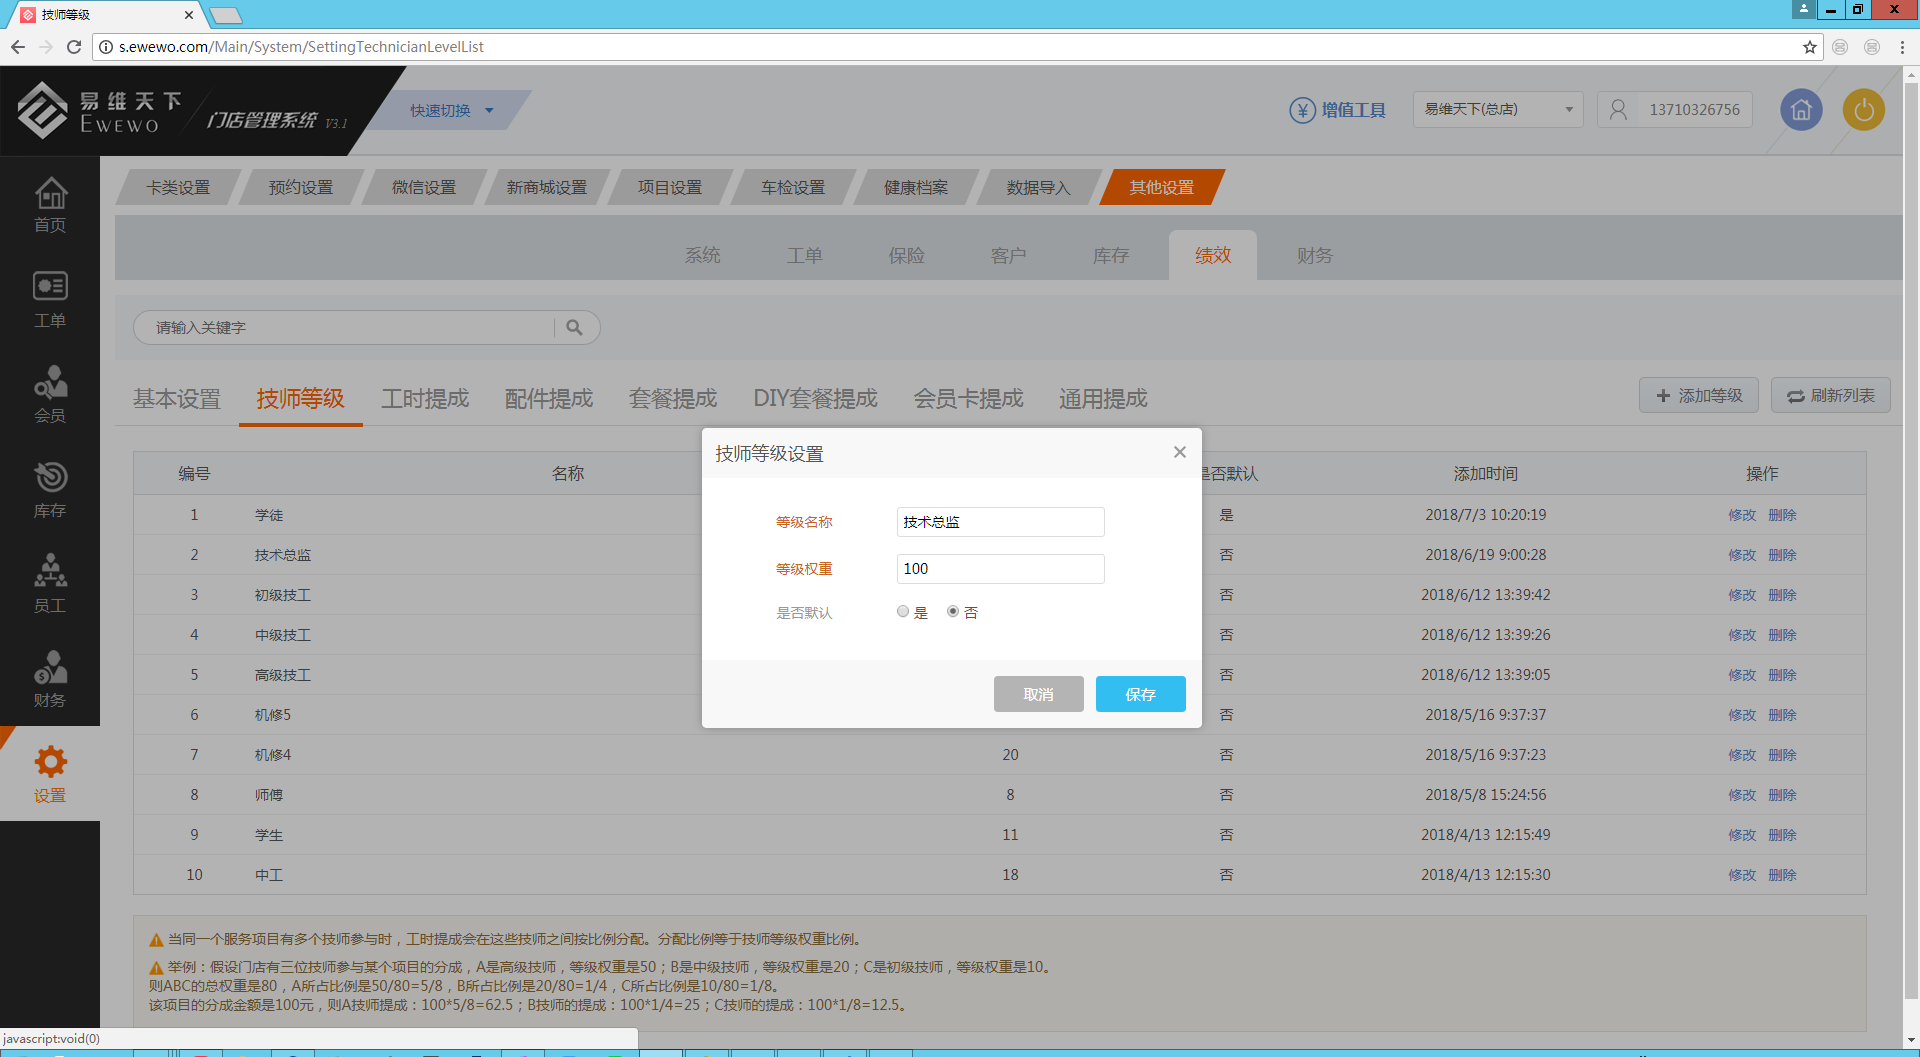 技师等级
s.ewewo.com/Main/System/SettingTechnicianLevelList
易维天下
EWEWO
门店管理系统 V3.1
快速切换
增值工具
易维天下(总店)
13710326756
首页
工单
会员
库存
员工
财务
设置
卡类设置 预约设置 微信设置 新商城设置 项目设置 车检设置 健康档案 数据导入 其他设置
系统 工单 保险 客户 库存 绩效 财务
请输入关键字
基本设置 技师等级 工时提成 配件提成 套餐提成 DIY套餐提成 会员卡提成 通用提成
添加等级 刷新列表
编号 名称 是否默认 添加时间 操作
1 学徒 是 2018/7/3 10:20:19 修改 删除
2 技术总监 否 2018/6/19 9:00:28 修改 删除
3 初级技工 否 2018/6/12 13:39:42 修改 删除
4 中级技工 否 2018/6/12 13:39:26 修改 删除
5 高级技工 否 2018/6/12 13:39:05 修改 删除
6 机修5 否 2018/5/16 9:37:37 修改 删除
7 机修4 20 否 2018/5/16 9:37:23 修改 删除
8 师傅 8 否 2018/5/8 15:24:56 修改 删除
9 学生 11 否 2018/4/13 12:15:49 修改 删除
10 中工 18 否 2018/4/13 12:15:30 修改 删除
技师等级设置
等级名称 技术总监
等级权重 100
是否默认 是 否
取消 保存
当同一个服务项目有多个技师参与时，工时提成会在这些技师之间按比例分配。分配比例等于技师等级权重比例。
举例：假设门店有三位技师参与某个项目的分成，A是高级技师，等级权重是50；B是中级技师，等级权重是20；C是初级技师，等级权重是10。
则ABC的总权重是80，A所占比例是50/80=5/8，B所占比例是20/80=1/4，C所占比例是10/80=1/8。
该项目的分成金额是100元，则A技师提成：100*5/8=62.5；B技师的提成：100*1/4=25；C技师的提成：100*1/8=12.5。
javascript:void(0)